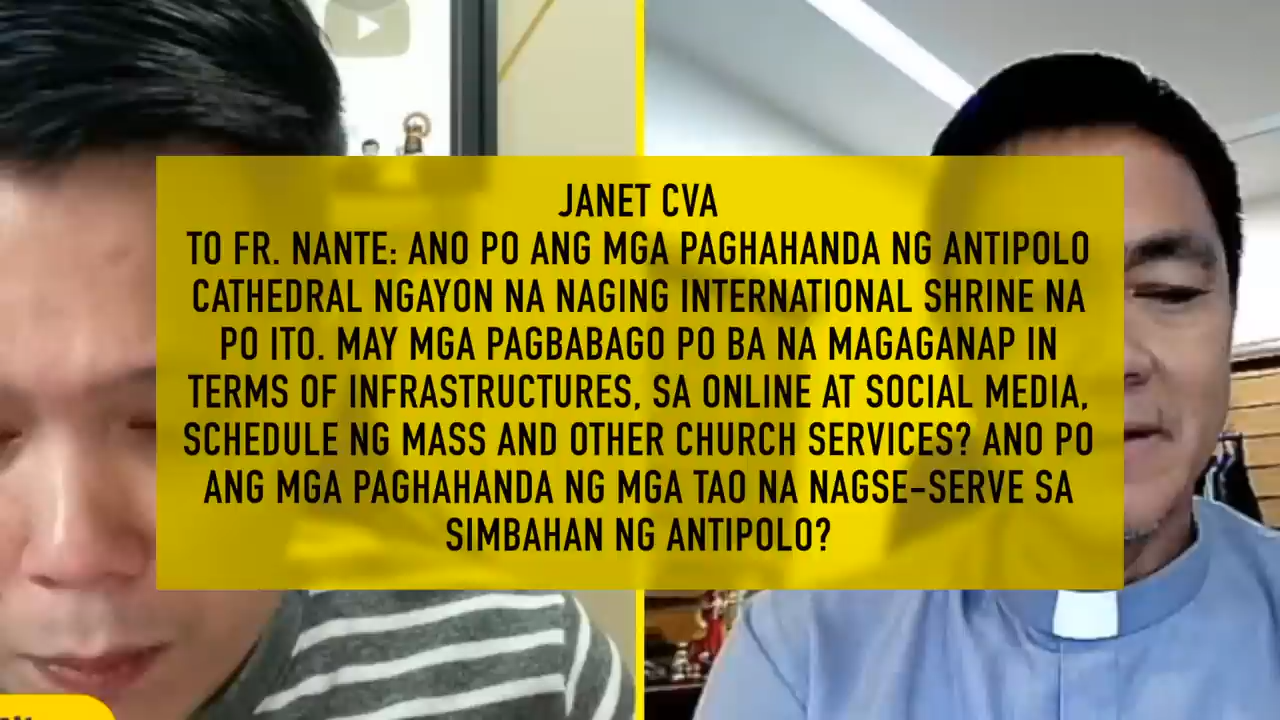 JANET CVA
TO FR. NANTE: ANO PO ANG MGA PAGHAHANDA NG ANTIPOLO
CATHEDRAL NGAYON NA NAGING INTERNATIONAL SHRINE NA
PO ITO. MAY MGA PAGBABAGO PO BA NA MAGAGANAP IN
TERMS OF INFRASTRUCTURES, SA ONLINE AT SOCIAL MEDIA,
SCHEDULE NG MASS AND OTHER CHURCH SERVICES? ANO PO
ANG MGA PAGHAHANDA NG MGA TAO NA NAGSE-SERVE SA
SIMBAHAN NG ANTIPOLO?